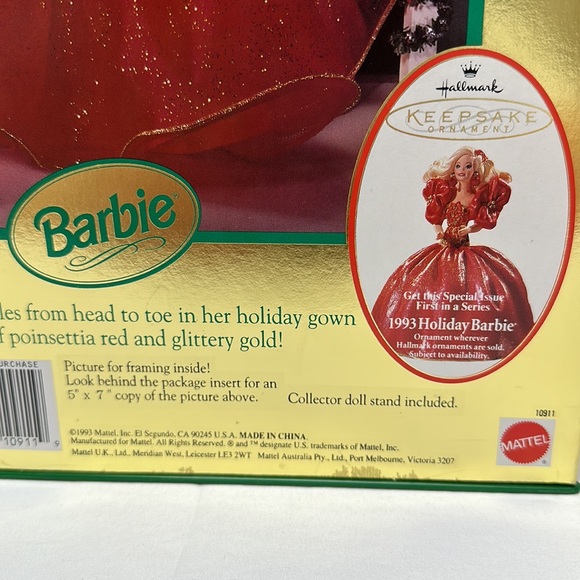 Hallmark
KEEPSAKE
ORNAMENT
Barbie
Get this Special Issue
First in a Series
1993 Holiday Barbie
Ornament wherever
Hallmark ornaments are sold.
Subject to availability.
les from head to toe in her holiday gown
f poinsettia red and glittery gold!
URCHASE
Picture for framing inside!
Look behind the package insert for an
5" x 7" copy of the picture above.
Collector doll stand included.
10911 9
10911
©1993 Mattel, Inc. El Segundo, CA 90245 U.S.A. MADE IN CHINA.
Manufactured for Mattel. All Rights Reserved. ® and ™ designate U.S. trademarks of Mattel, Inc.
Mattel U.K., Ltd., Meridian West, Leicester LE3 2WT Mattel Australia Pty., Ltd., Port Melbourne, Victoria 3207
MATTEL